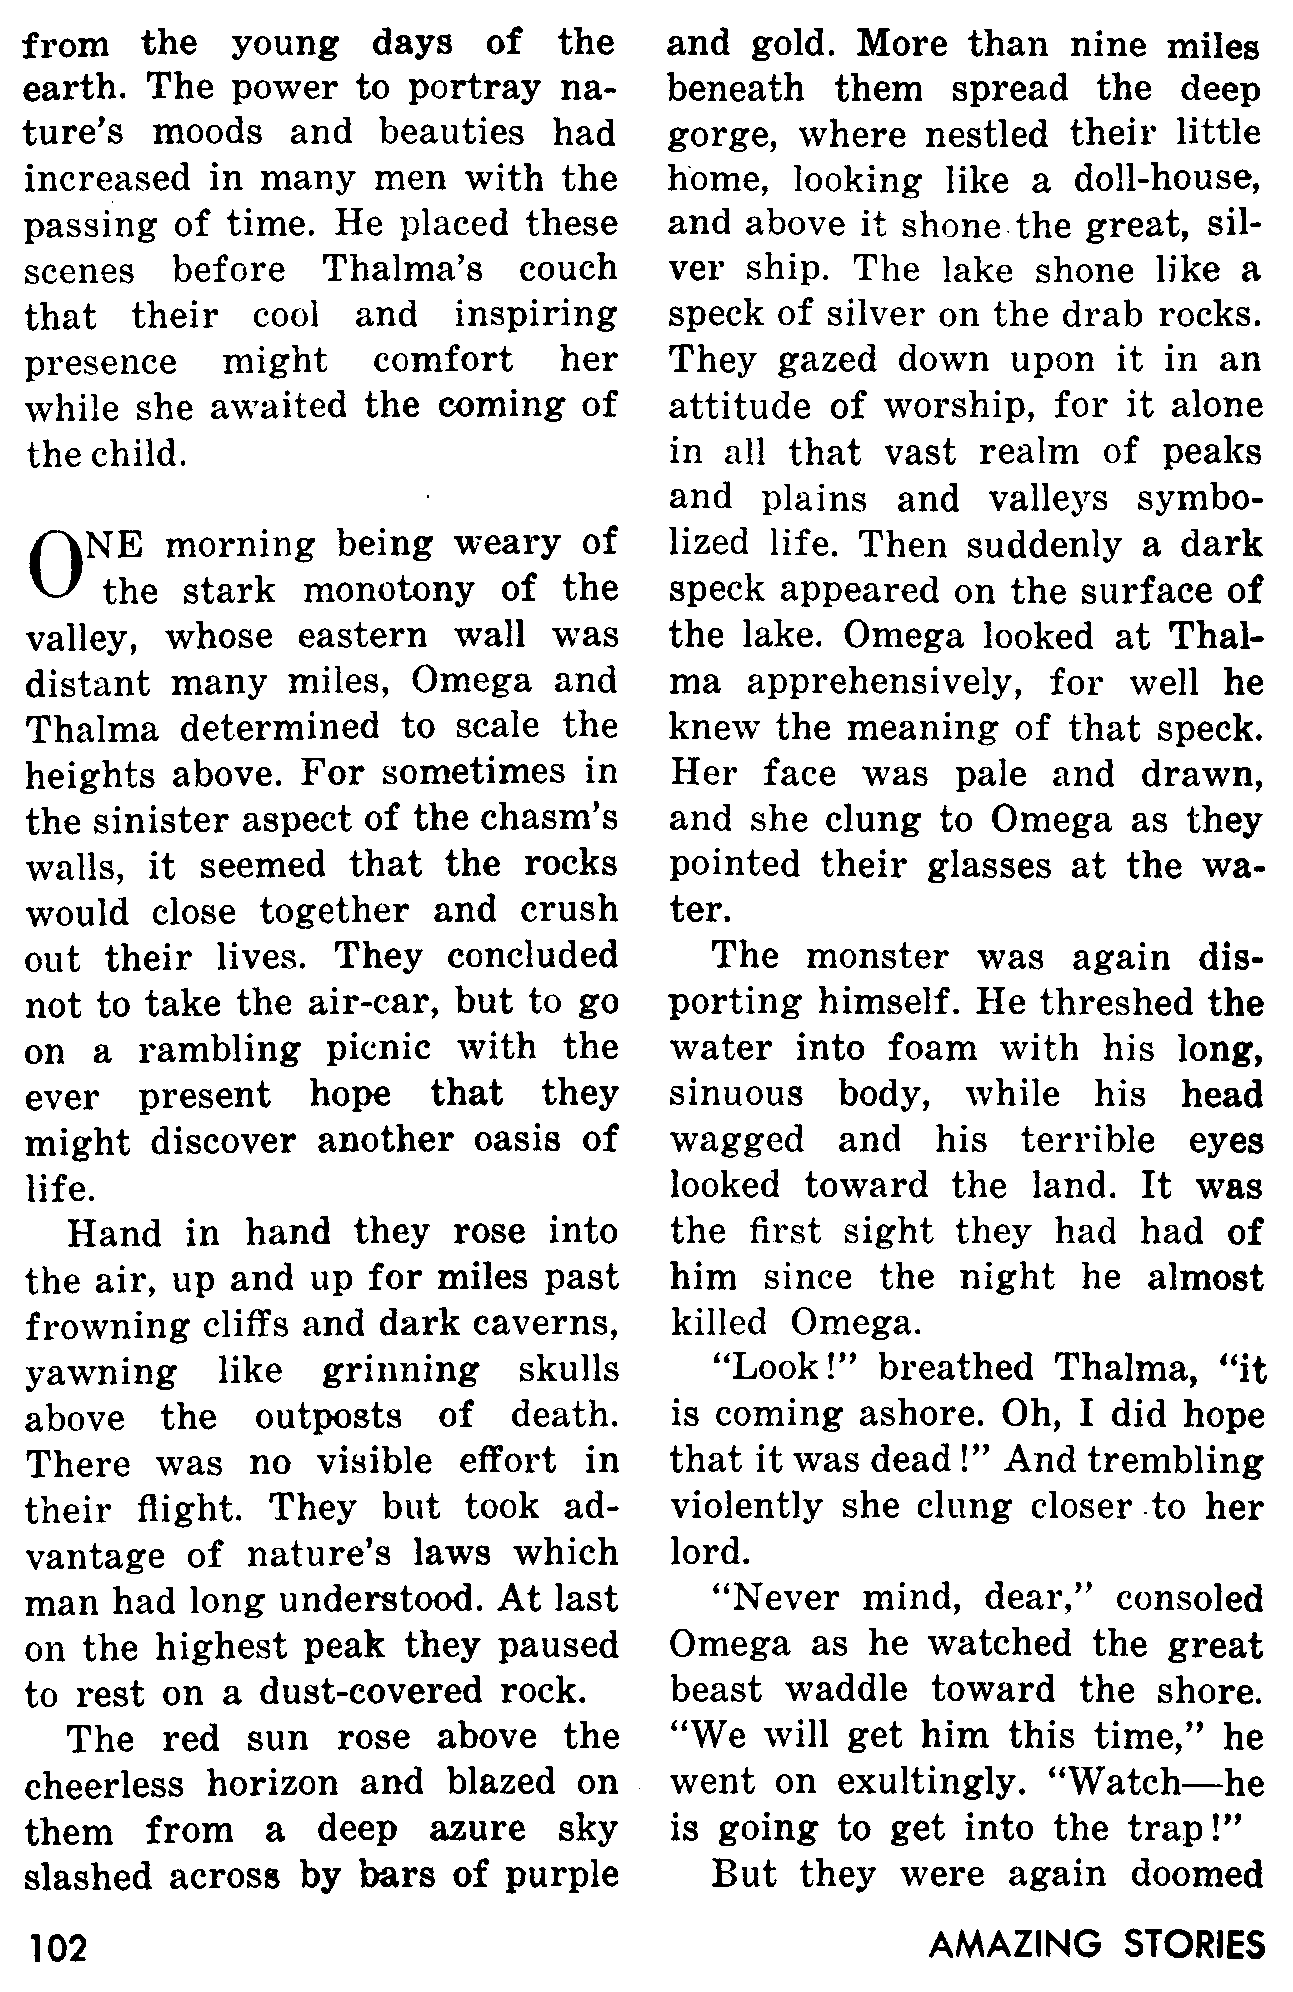 from the young days of the
earth. The power to portray na-
ture's moods and beauties had
increased in many men with the
passing of time. He placed these
scenes before Thalma's couch
that their cool and inspiring
presence might comfort her
while she awaited the coming of
the child.
ONE morning being weary of
the stark monotony of the
valley, whose eastern wall was
distant many miles, Omega and
Thalma determined to scale the
heights above. For sometimes in
the sinister aspect of the chasm's
walls, it seemed that the rocks
would close together and crush
out their lives. They concluded
not to take the air-car, but to go
on a rambling picnic with the
ever present hope that they
might discover another oasis of
life.
Hand in hand they rose into
the air, up and up for miles past
frowning cliffs and dark caverns,
yawning like grinning skulls
above the outposts of death.
There was no visible effort in
their flight. They but took ad-
vantage of nature's laws which
man had long understood. At last
on the highest peak they paused
to rest on a dust-covered rock.
The red sun rose above the
cheerless horizon and blazed on
them from a deep azure sky
slashed across by bars of purple
and gold. More than nine miles
beneath them spread the deep
gorge, where nestled their little
home, looking like a doll-house,
and above it shone the great, sil-
ver ship. The lake shone like a
speck of silver on the drab rocks.
They gazed down upon it in an
attitude of worship, for it alone
in all that vast realm of peaks
and plains and valleys symbo-
lized life. Then suddenly a dark
speck appeared on the surface of
the lake. Omega looked at Thal-
ma apprehensively, for well he
knew the meaning of that speck.
Her face was pale and drawn,
and she clung to Omega as they
pointed their glasses at the wa-
ter.
The monster was again dis-
porting himself. He threshed the
water into foam with his long,
sinuous body, while his head
wagged and his terrible eyes
looked toward the land. It was
the first sight they had had of
him since the night he almost
killed Omega.
"Look!" breathed Thalma, "it
is coming ashore. Oh, I did hope
that it was dead!" And trembling
violently she clung closer to her
lord.
"Never mind, dear," consoled
Omega as he watched the great
beast waddle toward the shore.
"We will get him this time," he
went on exultingly. "Watch—he
is going to get into the trap!"
But they were again doomed
102
AMAZING STORIES